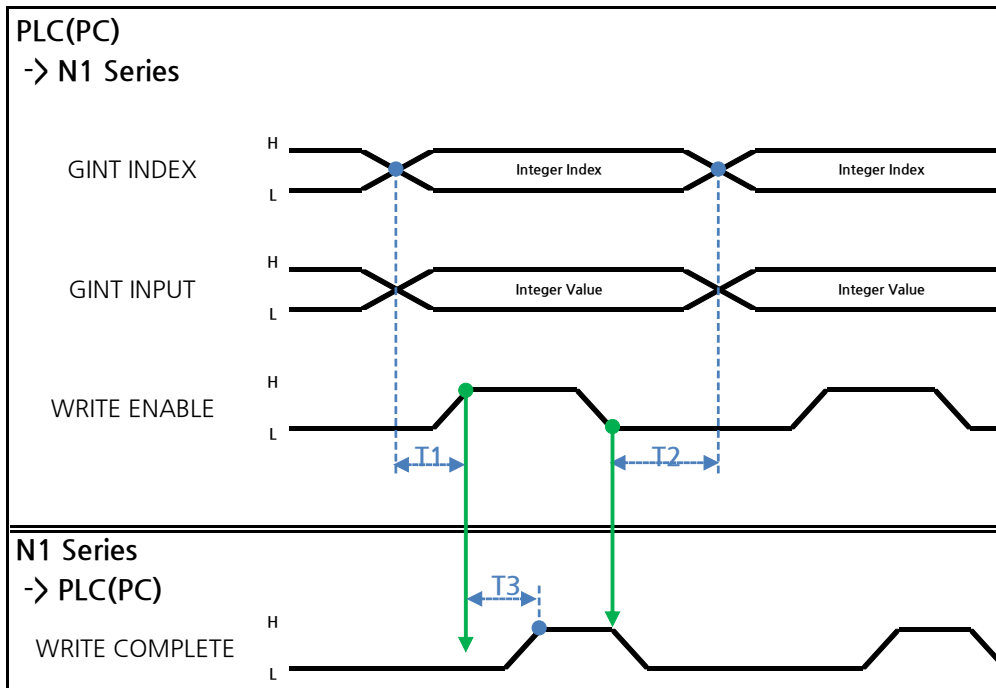 PLC(PC)
-> N1 Series
H
GINT INDEX
Integer Index
Integer Index
L
H
GINT INPUT
Integer Value
Integer Value
L
H
WRITE ENABLE
L
T1
T2
N1 Series
-> PLC(PC)
T3
H
WRITE COMPLETE
L